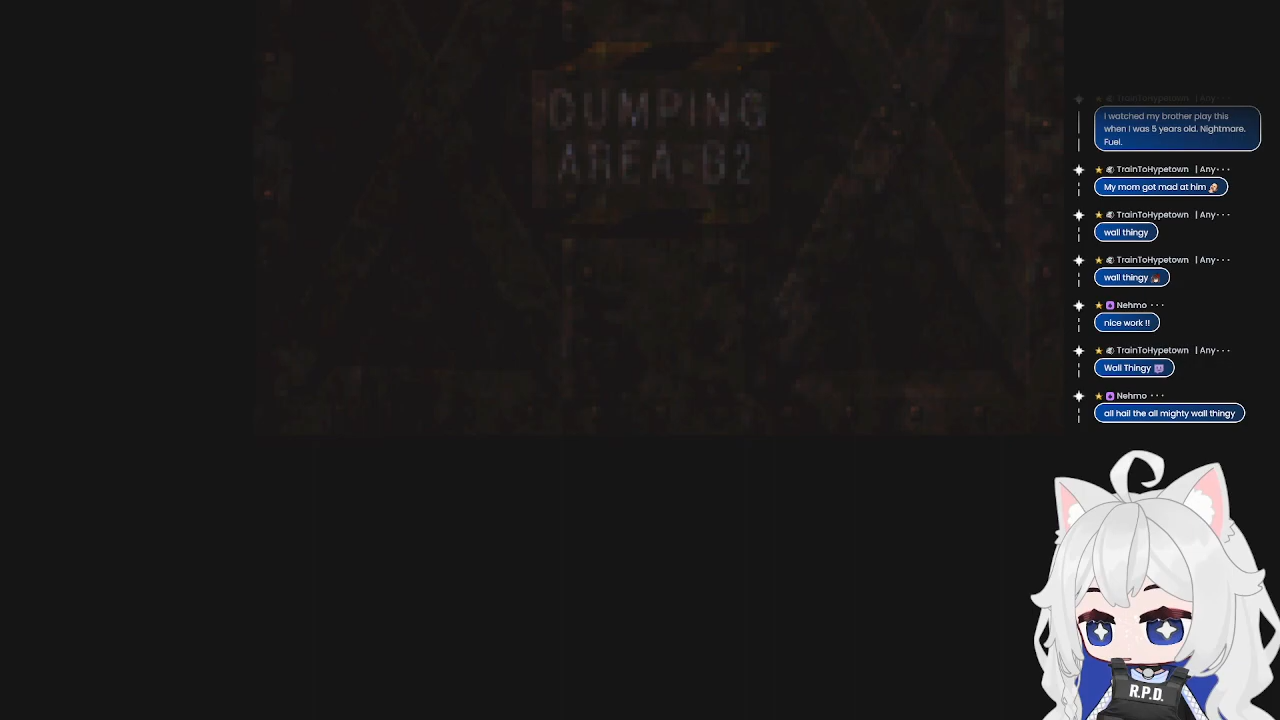 DUMPING
AREA-B2
TrainToHypetown | Any···
I watched my brother play this
when I was 5 years old. Nightmare.
Fuel.
TrainToHypetown | Any···
My mom got mad at him
TrainToHypetown | Any···
wall thingy
TrainToHypetown | Any···
wall thingy
Nehmo ···
nice work !!
TrainToHypetown | Any···
Wall Thingy
Nehmo ···
all hail the all mighty wall thingy
R.P.D.